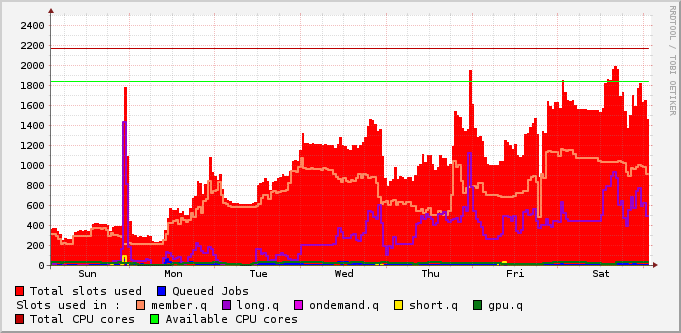 2400
2200
2000
1800
1600
1400
1200
1000
800
600
400
200
0
Sun Mon Tue Wed Thu Fri Sat
RRDTOOL / TOBI OETIKER
Total slots used Queued Jobs
Slots used in : member.q long.q ondemand.q short.q gpu.q
Total CPU cores Available CPU cores